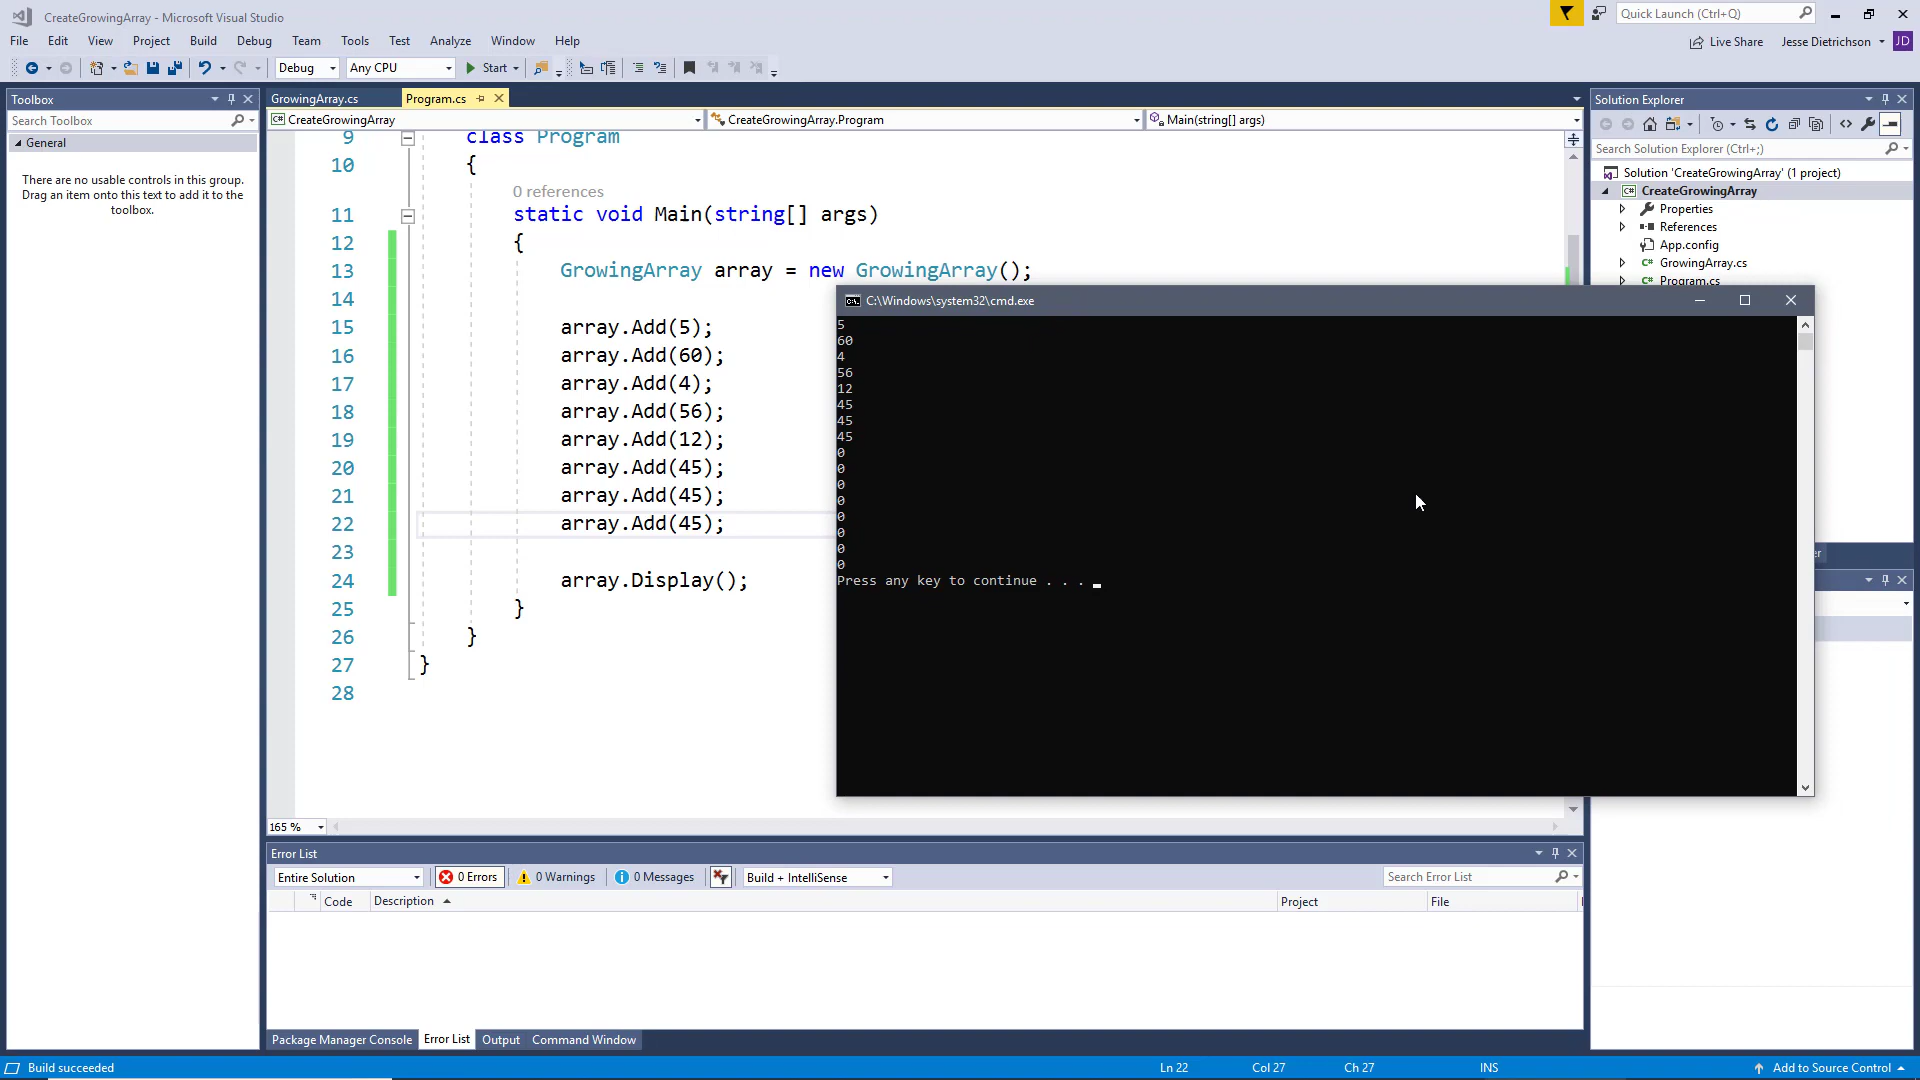 CreateGrowingArray - Microsoft Visual Studio
Quick Launch (Ctrl+Q)
File Edit View Project Build Debug Team Tools Test Analyze Window Help
Live Share Jesse Dietrichson JD
Debug Any CPU Start
Toolbox
Search Toolbox
General
There are no usable controls in this group.
Drag an item onto this text to add it to the
toolbox.
GrowingArray.cs Program.cs
CreateGrowingArray CreateGrowingArray.Program Main(string[] args)
9 class Program
10 {
0 references
11 static void Main(string[] args)
12 {
13 GrowingArray array = new GrowingArray();
14
15 array.Add(5);
16 array.Add(60);
17 array.Add(4);
18 array.Add(56);
19 array.Add(12);
20 array.Add(45);
21 array.Add(45);
22 array.Add(45);
23
24 array.Display();
25 }
26 }
27 }
28
165 %
C:\Windows\system32\cmd.exe
5
60
4
56
12
45
45
45
0
0
0
0
0
0
0
0
Press any key to continue . . .
Solution Explorer
Search Solution Explorer (Ctrl+;)
Solution 'CreateGrowingArray' (1 project)
CreateGrowingArray
Properties
References
App.config
GrowingArray.cs
Program.cs
Error List
Entire Solution 0 Errors 0 Warnings 0 Messages Build + IntelliSense Search Error List
Code Description Project File
Package Manager Console Error List Output Command Window
Build succeeded Ln 22 Col 27 Ch 27 INS Add to Source Control